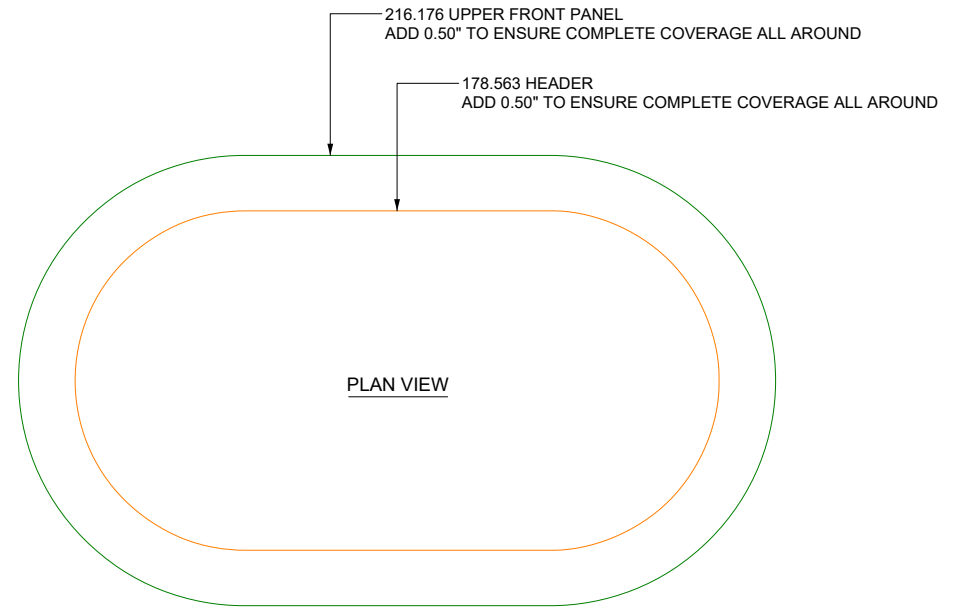 216.176 UPPER FRONT PANEL
ADD 0.50" TO ENSURE COMPLETE COVERAGE ALL AROUND
178.563 HEADER
ADD 0.50" TO ENSURE COMPLETE COVERAGE ALL AROUND
PLAN VIEW